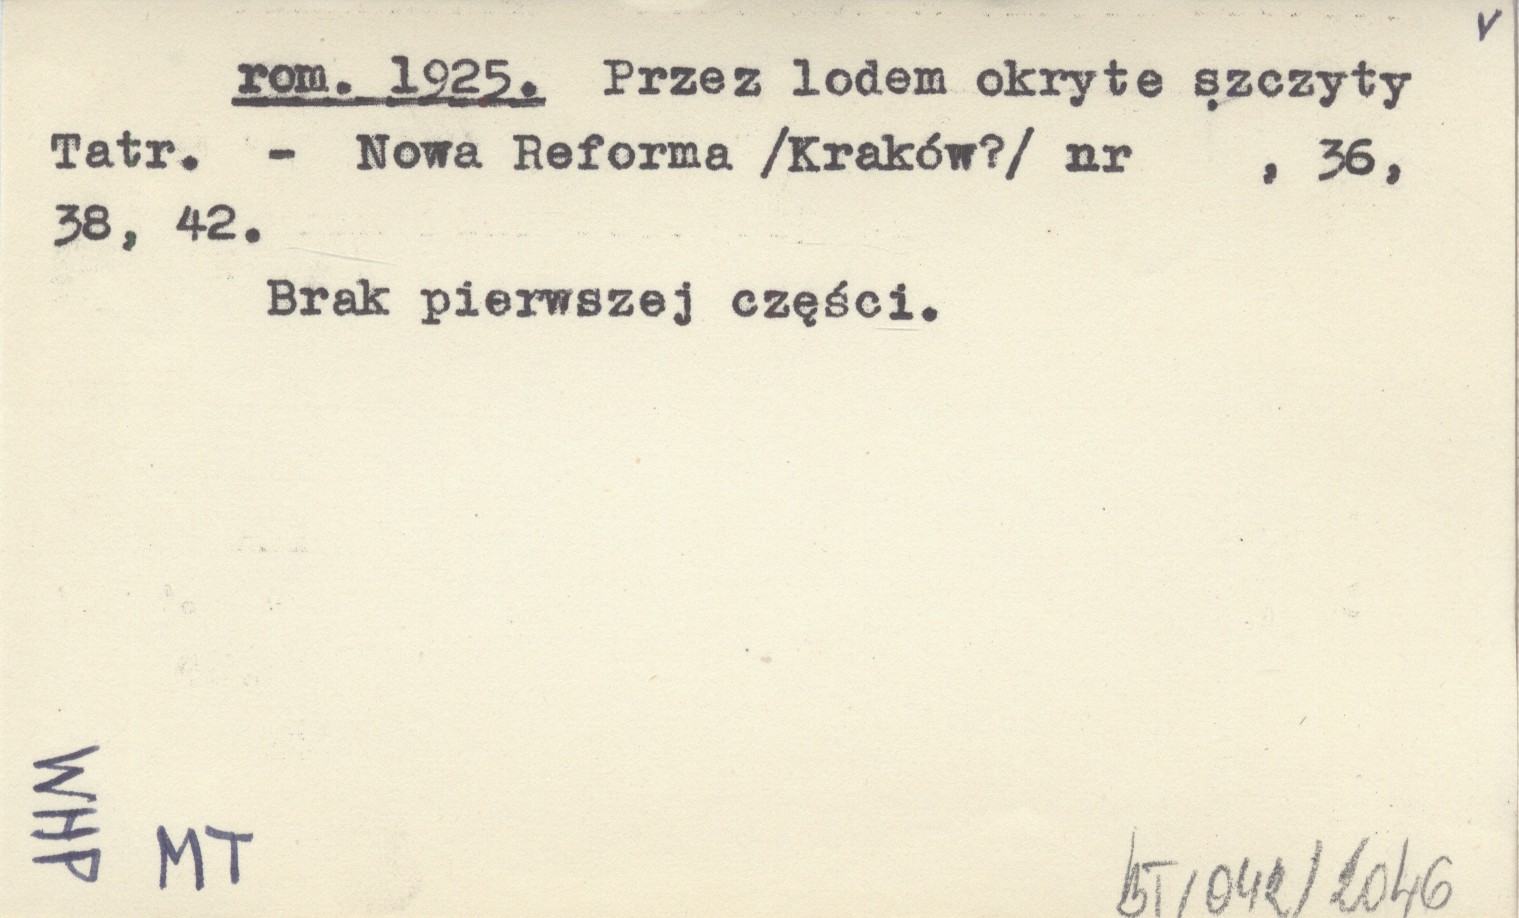 v
rom. 1925. Przez lodem okryte szczyty
Tatr. - Nowa Reforma /Kraków?/ nr , 36,
38, 42.
Brak pierwszej części.
WHP
MT
BT/042/2046